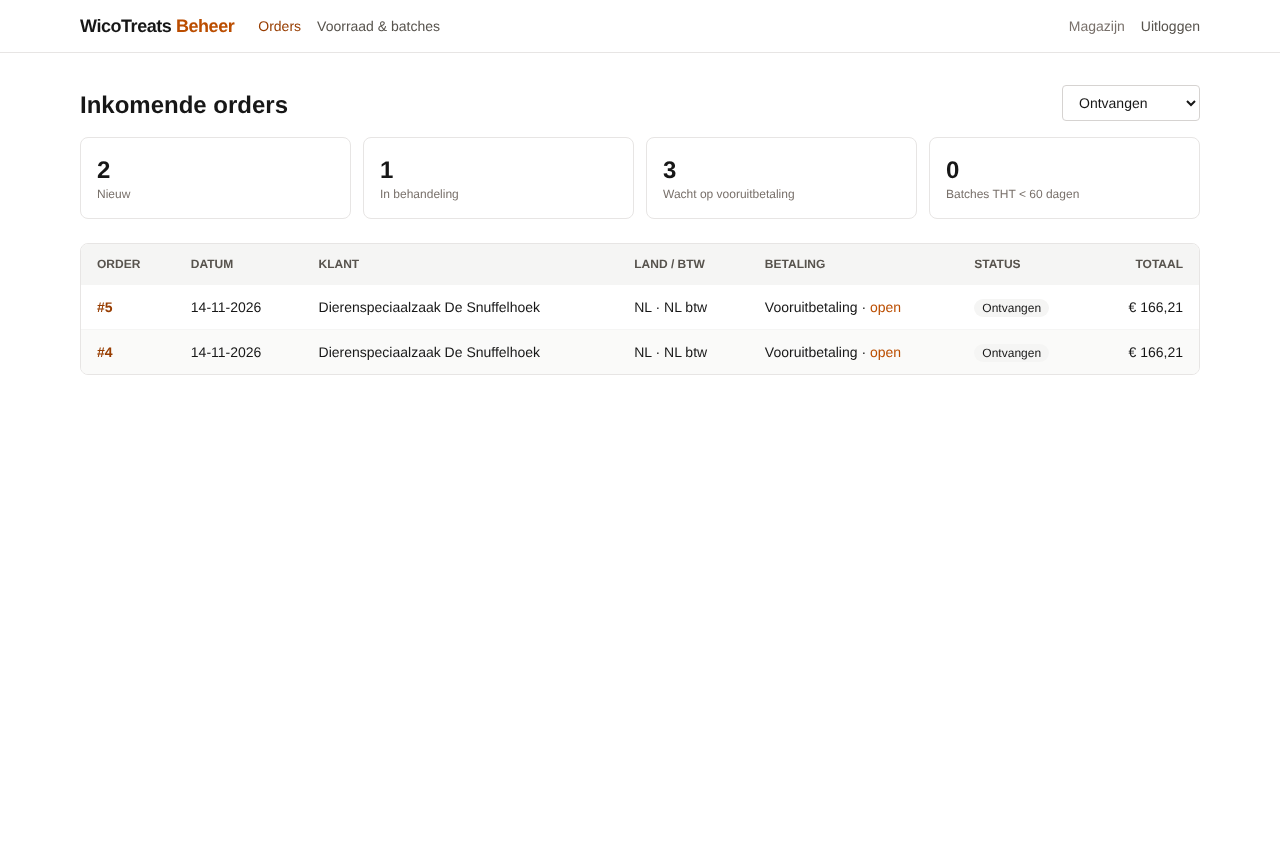 WicoTreats Beheer Orders Voorraad & batches Magazijn Uitloggen
Inkomende orders Ontvangen
2 1 3 0
Nieuw In behandeling Wacht op vooruitbetaling Batches THT < 60 dagen
ORDER DATUM KLANT LAND / BTW BETALING STATUS TOTAAL
#5 14-11-2026 Dierenspeciaalzaak De Snuffelhoek NL · NL btw Vooruitbetaling · open Ontvangen € 166,21
#4 14-11-2026 Dierenspeciaalzaak De Snuffelhoek NL · NL btw Vooruitbetaling · open Ontvangen € 166,21